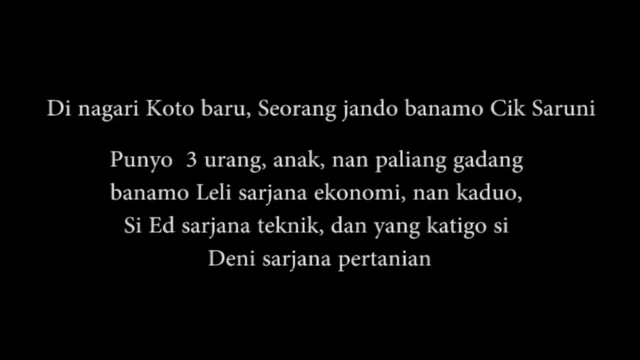 Di nagari Koto baru, Seorang jando banamo Cik Saruni
Punyo 3 urang, anak, nan paliang gadang
banamo Leli sarjana ekonomi, nan kaduo,
Si Ed sarjana teknik, dan yang katigo si
Deni sarjana pertanian